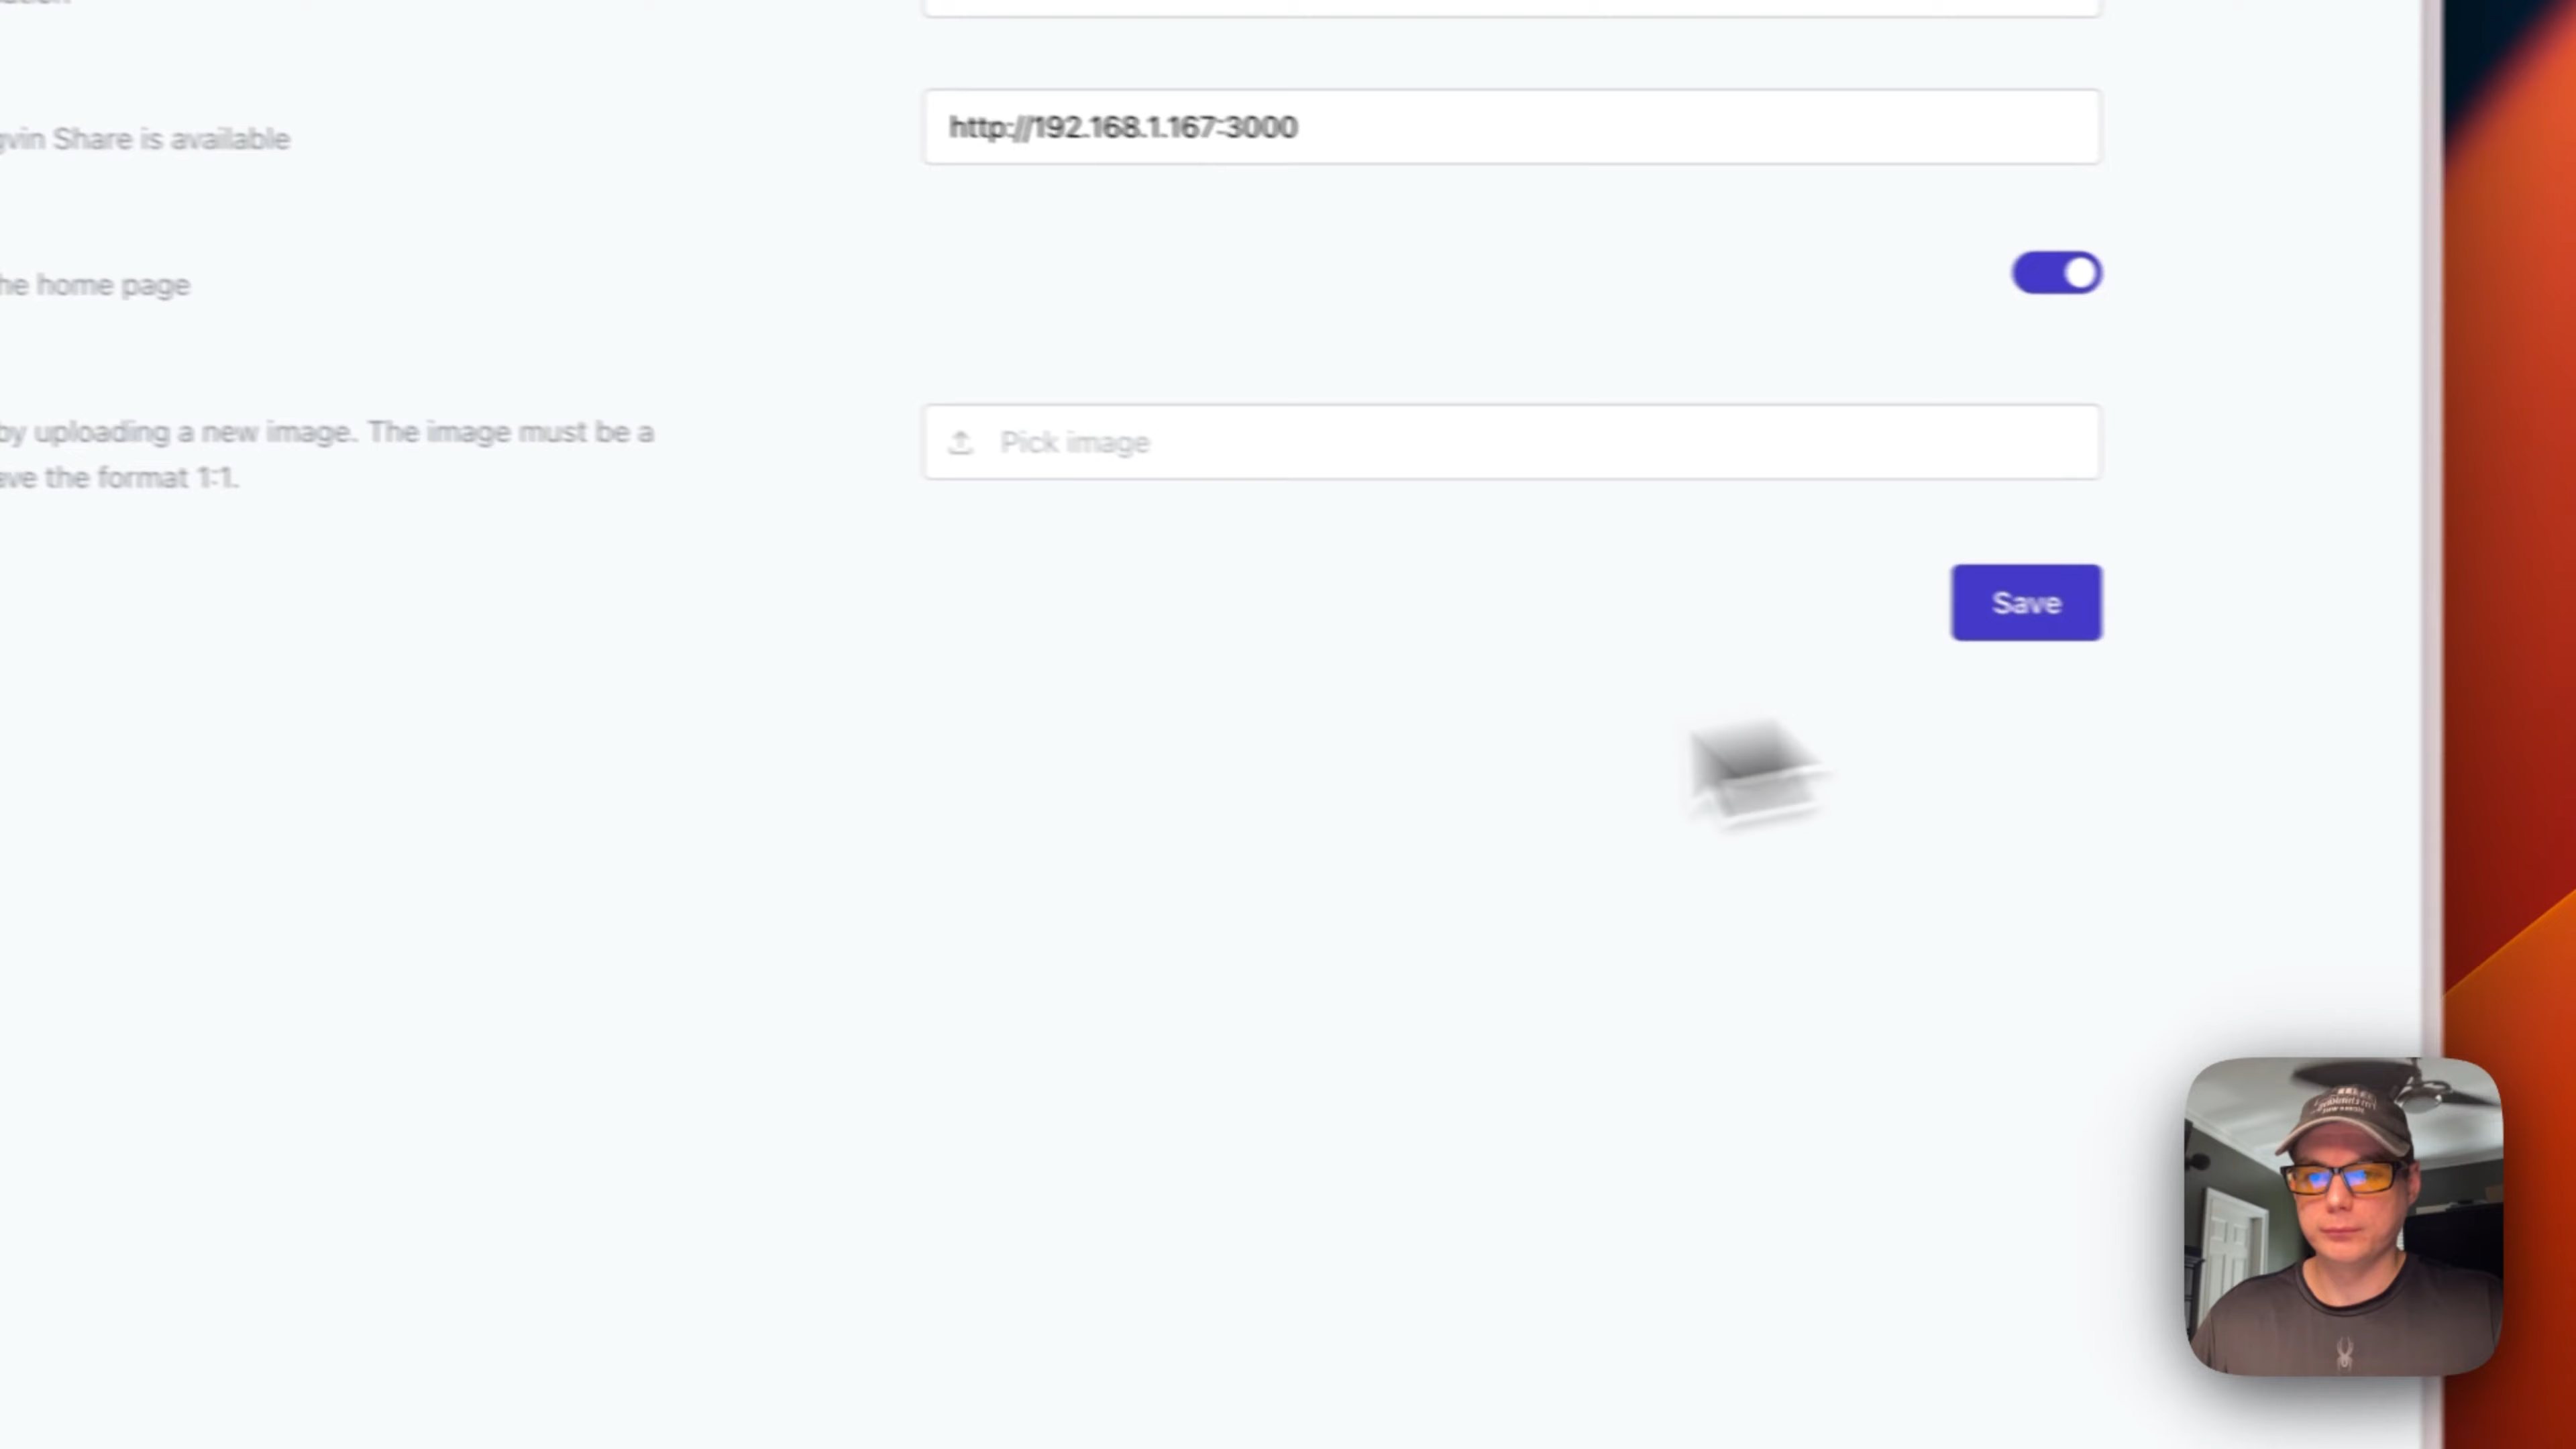 http://192.168.1.167:3000
gvin Share is available
he home page
by uploading a new image. The image must be a
ave the format 1:1.
Pick image
Save